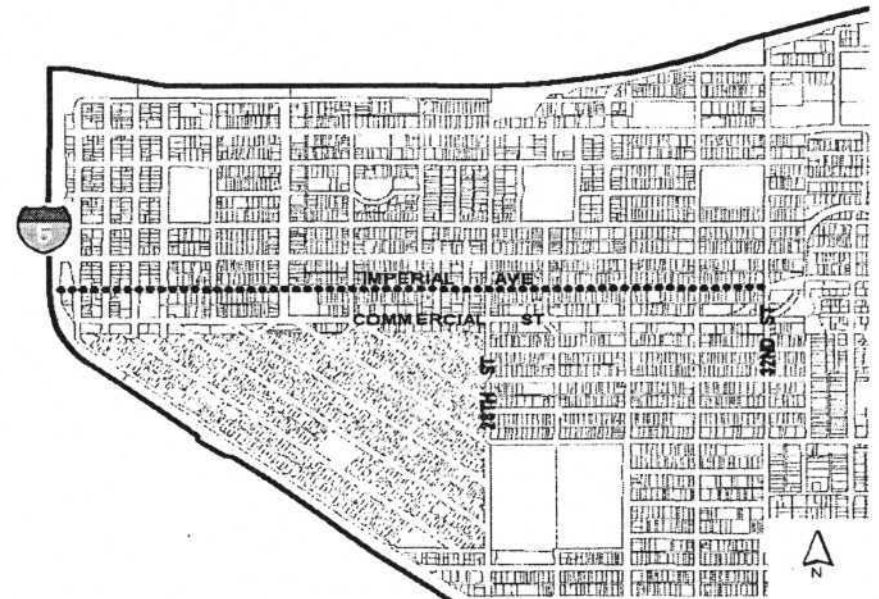 5
IMPERIAL AVE
COMMERCIAL ST
28TH ST
32ND ST
N